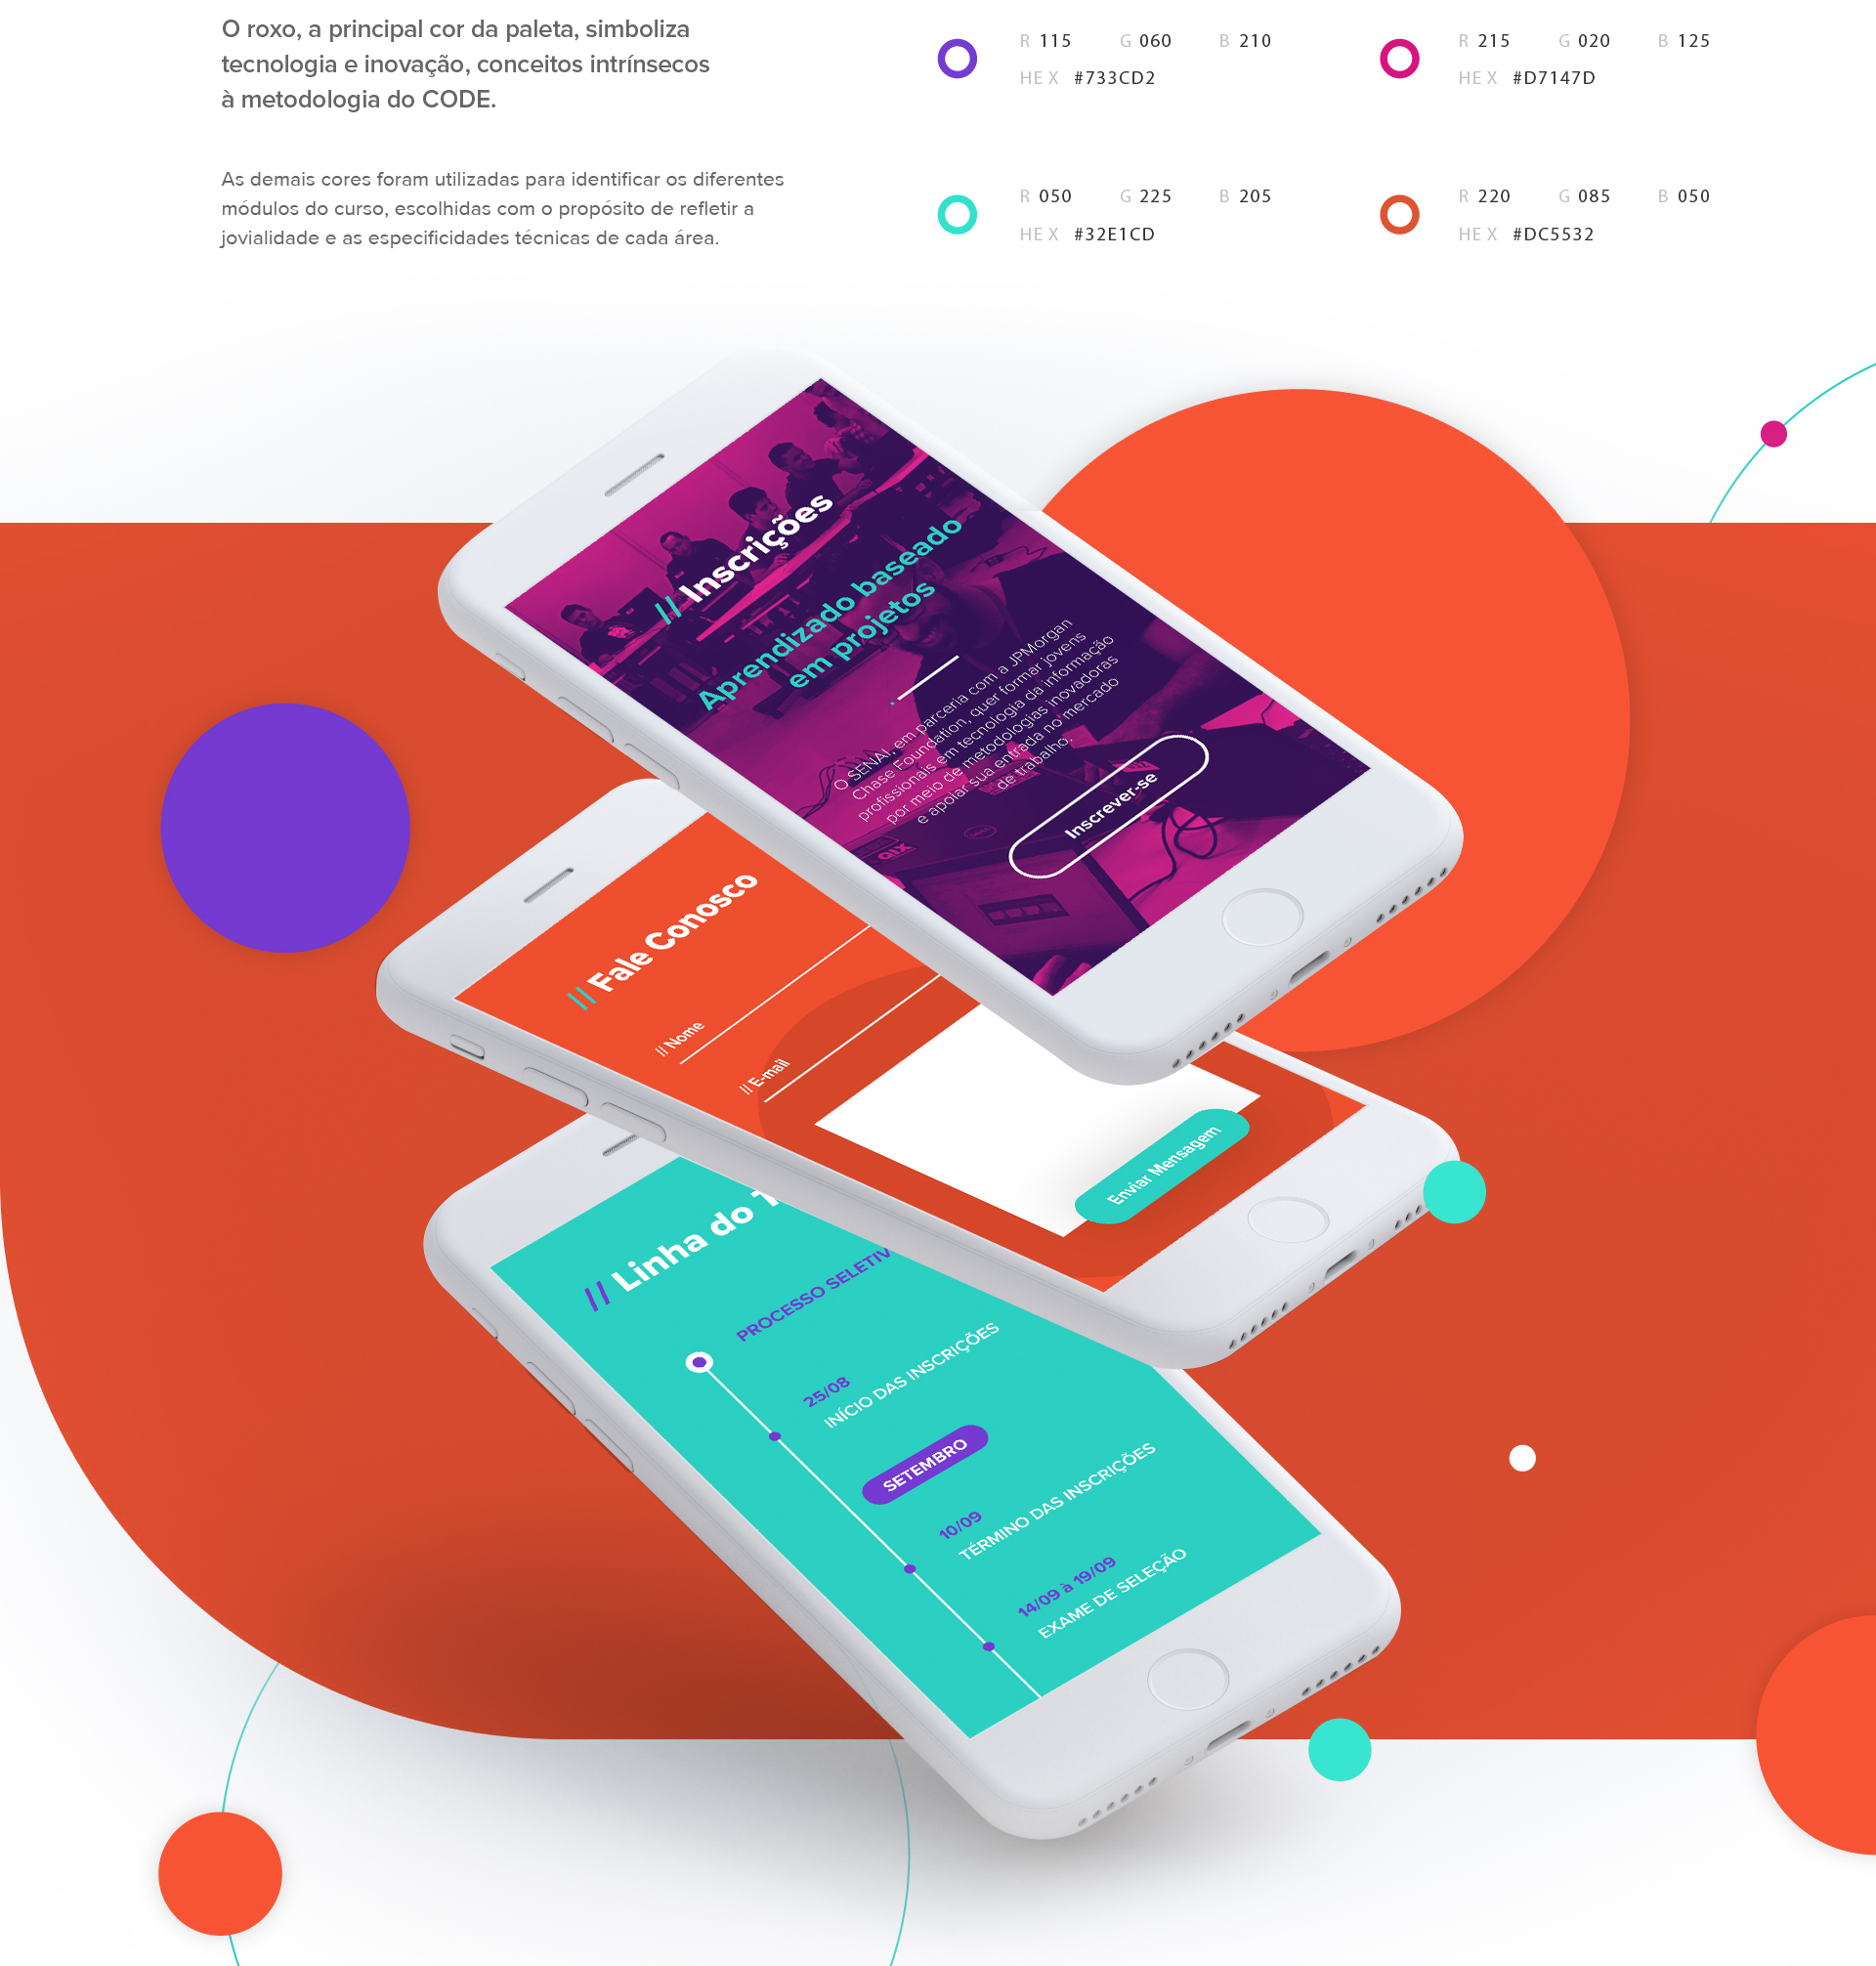 O roxo, a principal cor da paleta, simboliza
tecnologia e inovação, conceitos intrínsecos
à metodologia do CODE.
As demais cores foram utilizadas para identificar os diferentes
módulos do curso, escolhidas com o propósito de refletir a
jovialidade e as especificidades técnicas de cada área.
R 115 G 060 B 210
HEX #733CD2
R 215 G 020 B 125
HEX #D7147D
R 050 G 225 B 205
HEX #32E1CD
R 220 G 085 B 050
HEX #DC5532
// Inscrições
Aprendizado baseado
em projetos
O SENAI, em parceria com a JPMorgan
Chase Foundation, quer formar jovens
profissionais em tecnologia da informação
por meio de metodologias inovadoras
e apoiar sua entrada no mercado
de trabalho.
Inscrever-se
// Fale Conosco
// Nome
// E-mail
Enviar Mensagem
// Linha do T
PROCESSO SELETIV
25/08
INÍCIO DAS INSCRIÇÕES
SETEMBRO
10/09
TÉRMINO DAS INSCRIÇÕES
14/09 à 19/09
EXAME DE SELEÇÃO